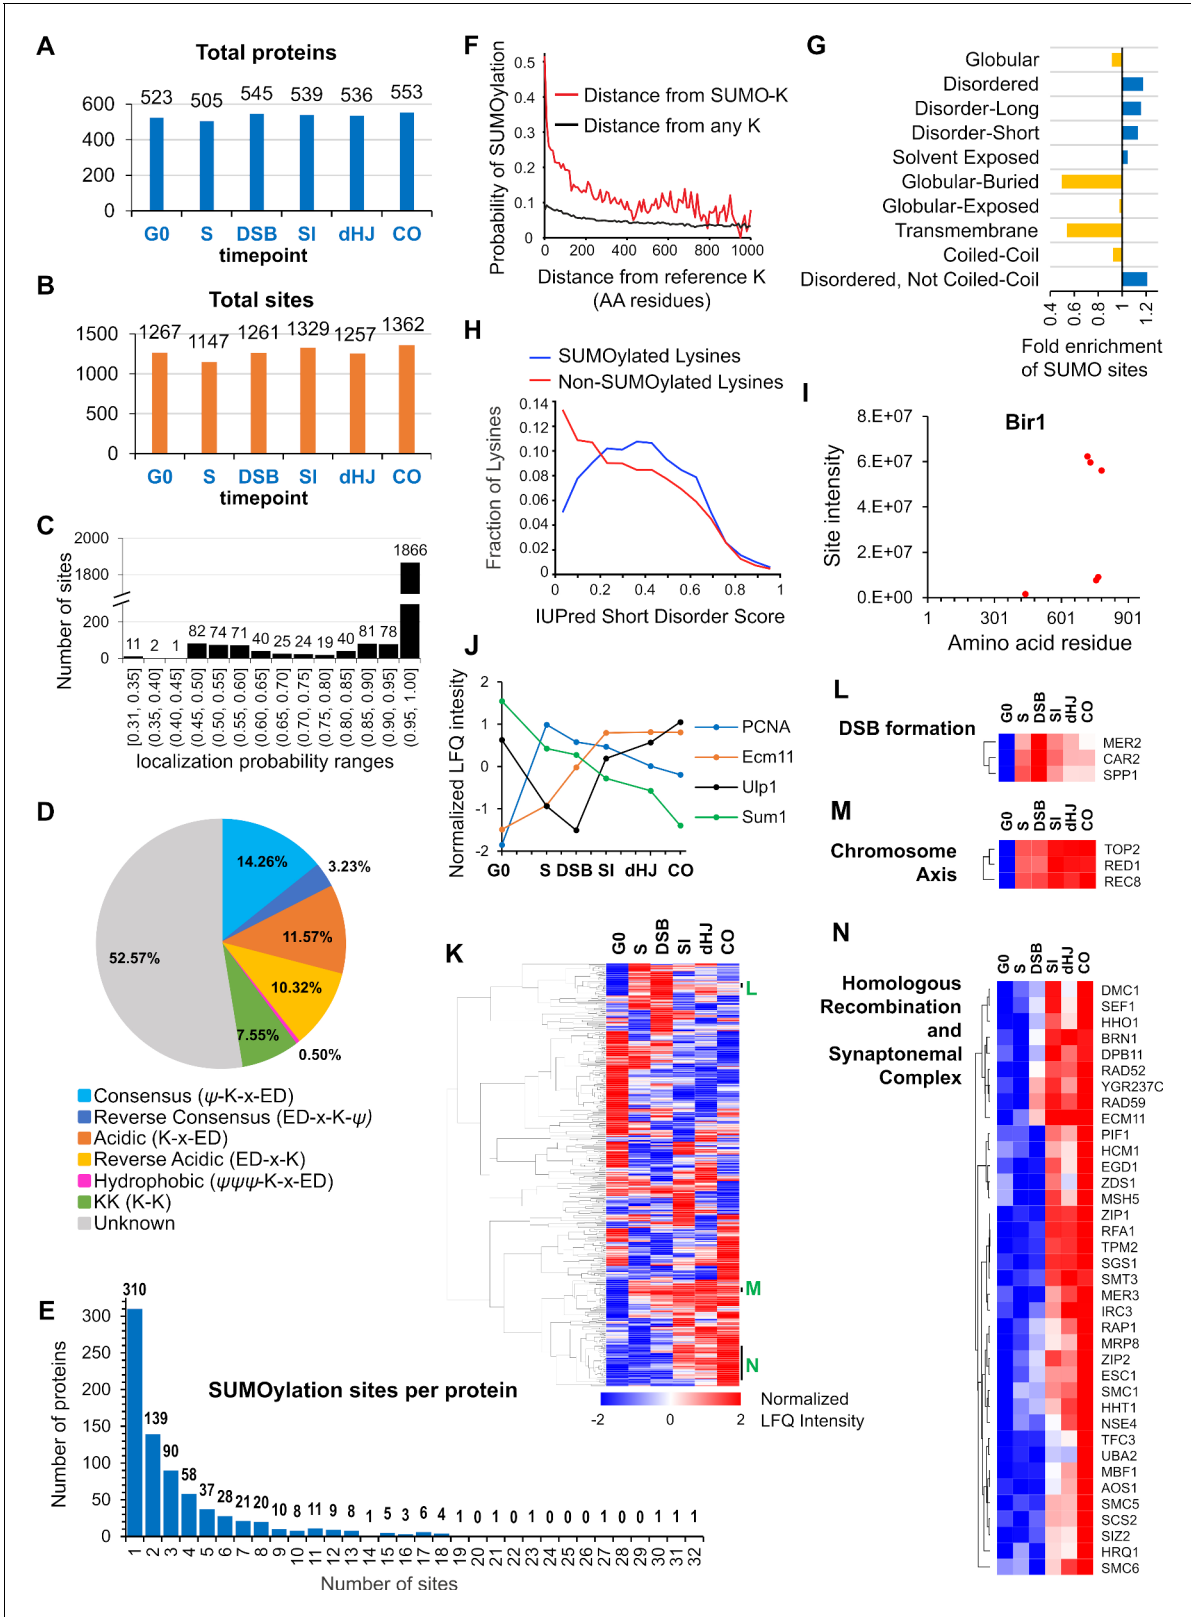 A
Total proteins
523 505 545 539 536 553
600
400
200
0
G0 S DSB SI dHJ CO
timepoint
B
Total sites
1267 1147 1261 1329 1257 1362
1500
1000
500
0
G0 S DSB SI dHJ CO
timepoint
C
Number of sites
2000
1800
200
0
11 2 1 82 74 71 40 25 24 19 40 81 78 1866
[0.31, 0.35]
(0.35, 0.40]
(0.40, 0.45]
(0.45, 0.50]
(0.50, 0.55]
(0.55, 0.60]
(0.60, 0.65]
(0.65, 0.70]
(0.70, 0.75]
(0.75, 0.80]
(0.80, 0.85]
(0.85, 0.90]
(0.90, 0.95]
(0.95, 1.00]
localization probability ranges
D
14.26%
3.23%
11.57%
10.32%
0.50%
7.55%
52.57%
Consensus (ψ-K-x-ED)
Reverse Consensus (ED-x-K-ψ)
Acidic (K-x-ED)
Reverse Acidic (ED-x-K)
Hydrophobic (ψψψ-K-x-ED)
KK (K-K)
Unknown
E
SUMOylation sites per protein
Number of proteins
300
250
200
150
100
50
0
310 139 90 58 37 28 21 20 10 8 11 9 8 1 5 3 6 4 1 0 1 0 1 0 0 0 1 0 0 1 1 1
1 2 3 4 5 6 7 8 9 10 11 12 13 14 15 16 17 18 19 20 21 22 23 24 25 26 27 28 29 30 31 32
Number of sites
F
Probability of SUMOylation
0.5
0.4
0.3
0.2
0.1
0
Distance from SUMO-K
Distance from any K
0 200 400 600 800 1000
Distance from reference K
(AA residues)
G
Globular
Disordered
Disorder-Long
Disorder-Short
Solvent Exposed
Globular-Buried
Globular-Exposed
Transmembrane
Coiled-Coil
Disordered, Not Coiled-Coil
0.4 0.6 0.8 1 1.2
Fold enrichment
of SUMO sites
H
SUMOylated Lysines
Non-SUMOylated Lysines
Fraction of Lysines
0.14
0.12
0.10
0.08
0.06
0.04
0.02
0
0 0.2 0.4 0.6 0.8 1
IUPred Short Disorder Score
I
Bir1
Site intensity
8.E+07
6.E+07
4.E+07
2.E+07
0.E+00
1 301 601 901
Amino acid residue
J
Normalized LFQ intesity
2
1
0
-1
-2
G0 S DSB SI dHJ CO
PCNA
Ecm11
Ulp1
Sum1
K
G0 S DSB SI dHJ CO
L
M
N
-2 0 2
Normalized
LFQ Intensity
L
DSB formation
G0 S DSB SI dHJ CO
MER2
CAR2
SPP1
M
Chromosome
Axis
G0 S DSB SI dHJ CO
TOP2
RED1
REC8
N
Homologous
Recombination
and
Synaptonemal
Complex
G0 S DSB SI dHJ CO
DMC1
SEF1
HHO1
BRN1
DPB11
RAD52
YGR237C
RAD59
ECM11
PIF1
HCM1
EGD1
ZDS1
MSH5
ZIP1
RFA1
TPM2
SGS1
SMT3
MER3
IRC3
RAP1
MRP8
ZIP2
ESC1
SMC1
HHT1
NSE4
TFC3
UBA2
MBF1
AOS1
SMC5
SCS2
SIZ2
HRQ1
SMC6